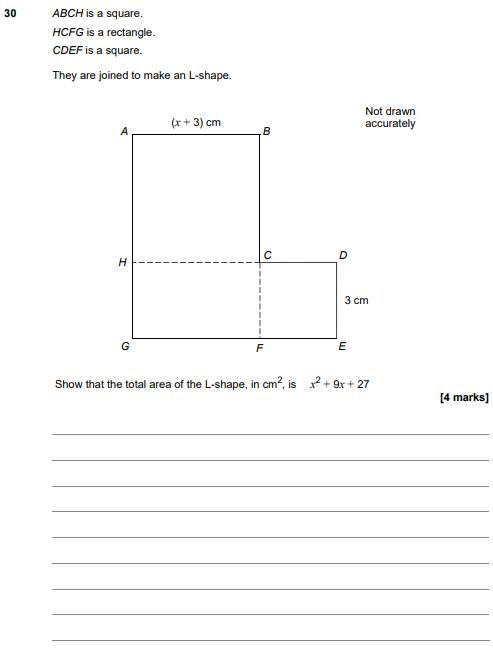 30 ABCH is a square.
HCFG is a rectangle.
CDEF is a square.
They are joined to make an L-shape.
Not drawn
accurately
(x + 3) cm
A
B
H
C
D
3 cm
G
F
E
Show that the total area of the L-shape, in cm², is x² + 9x + 27
[4 marks]